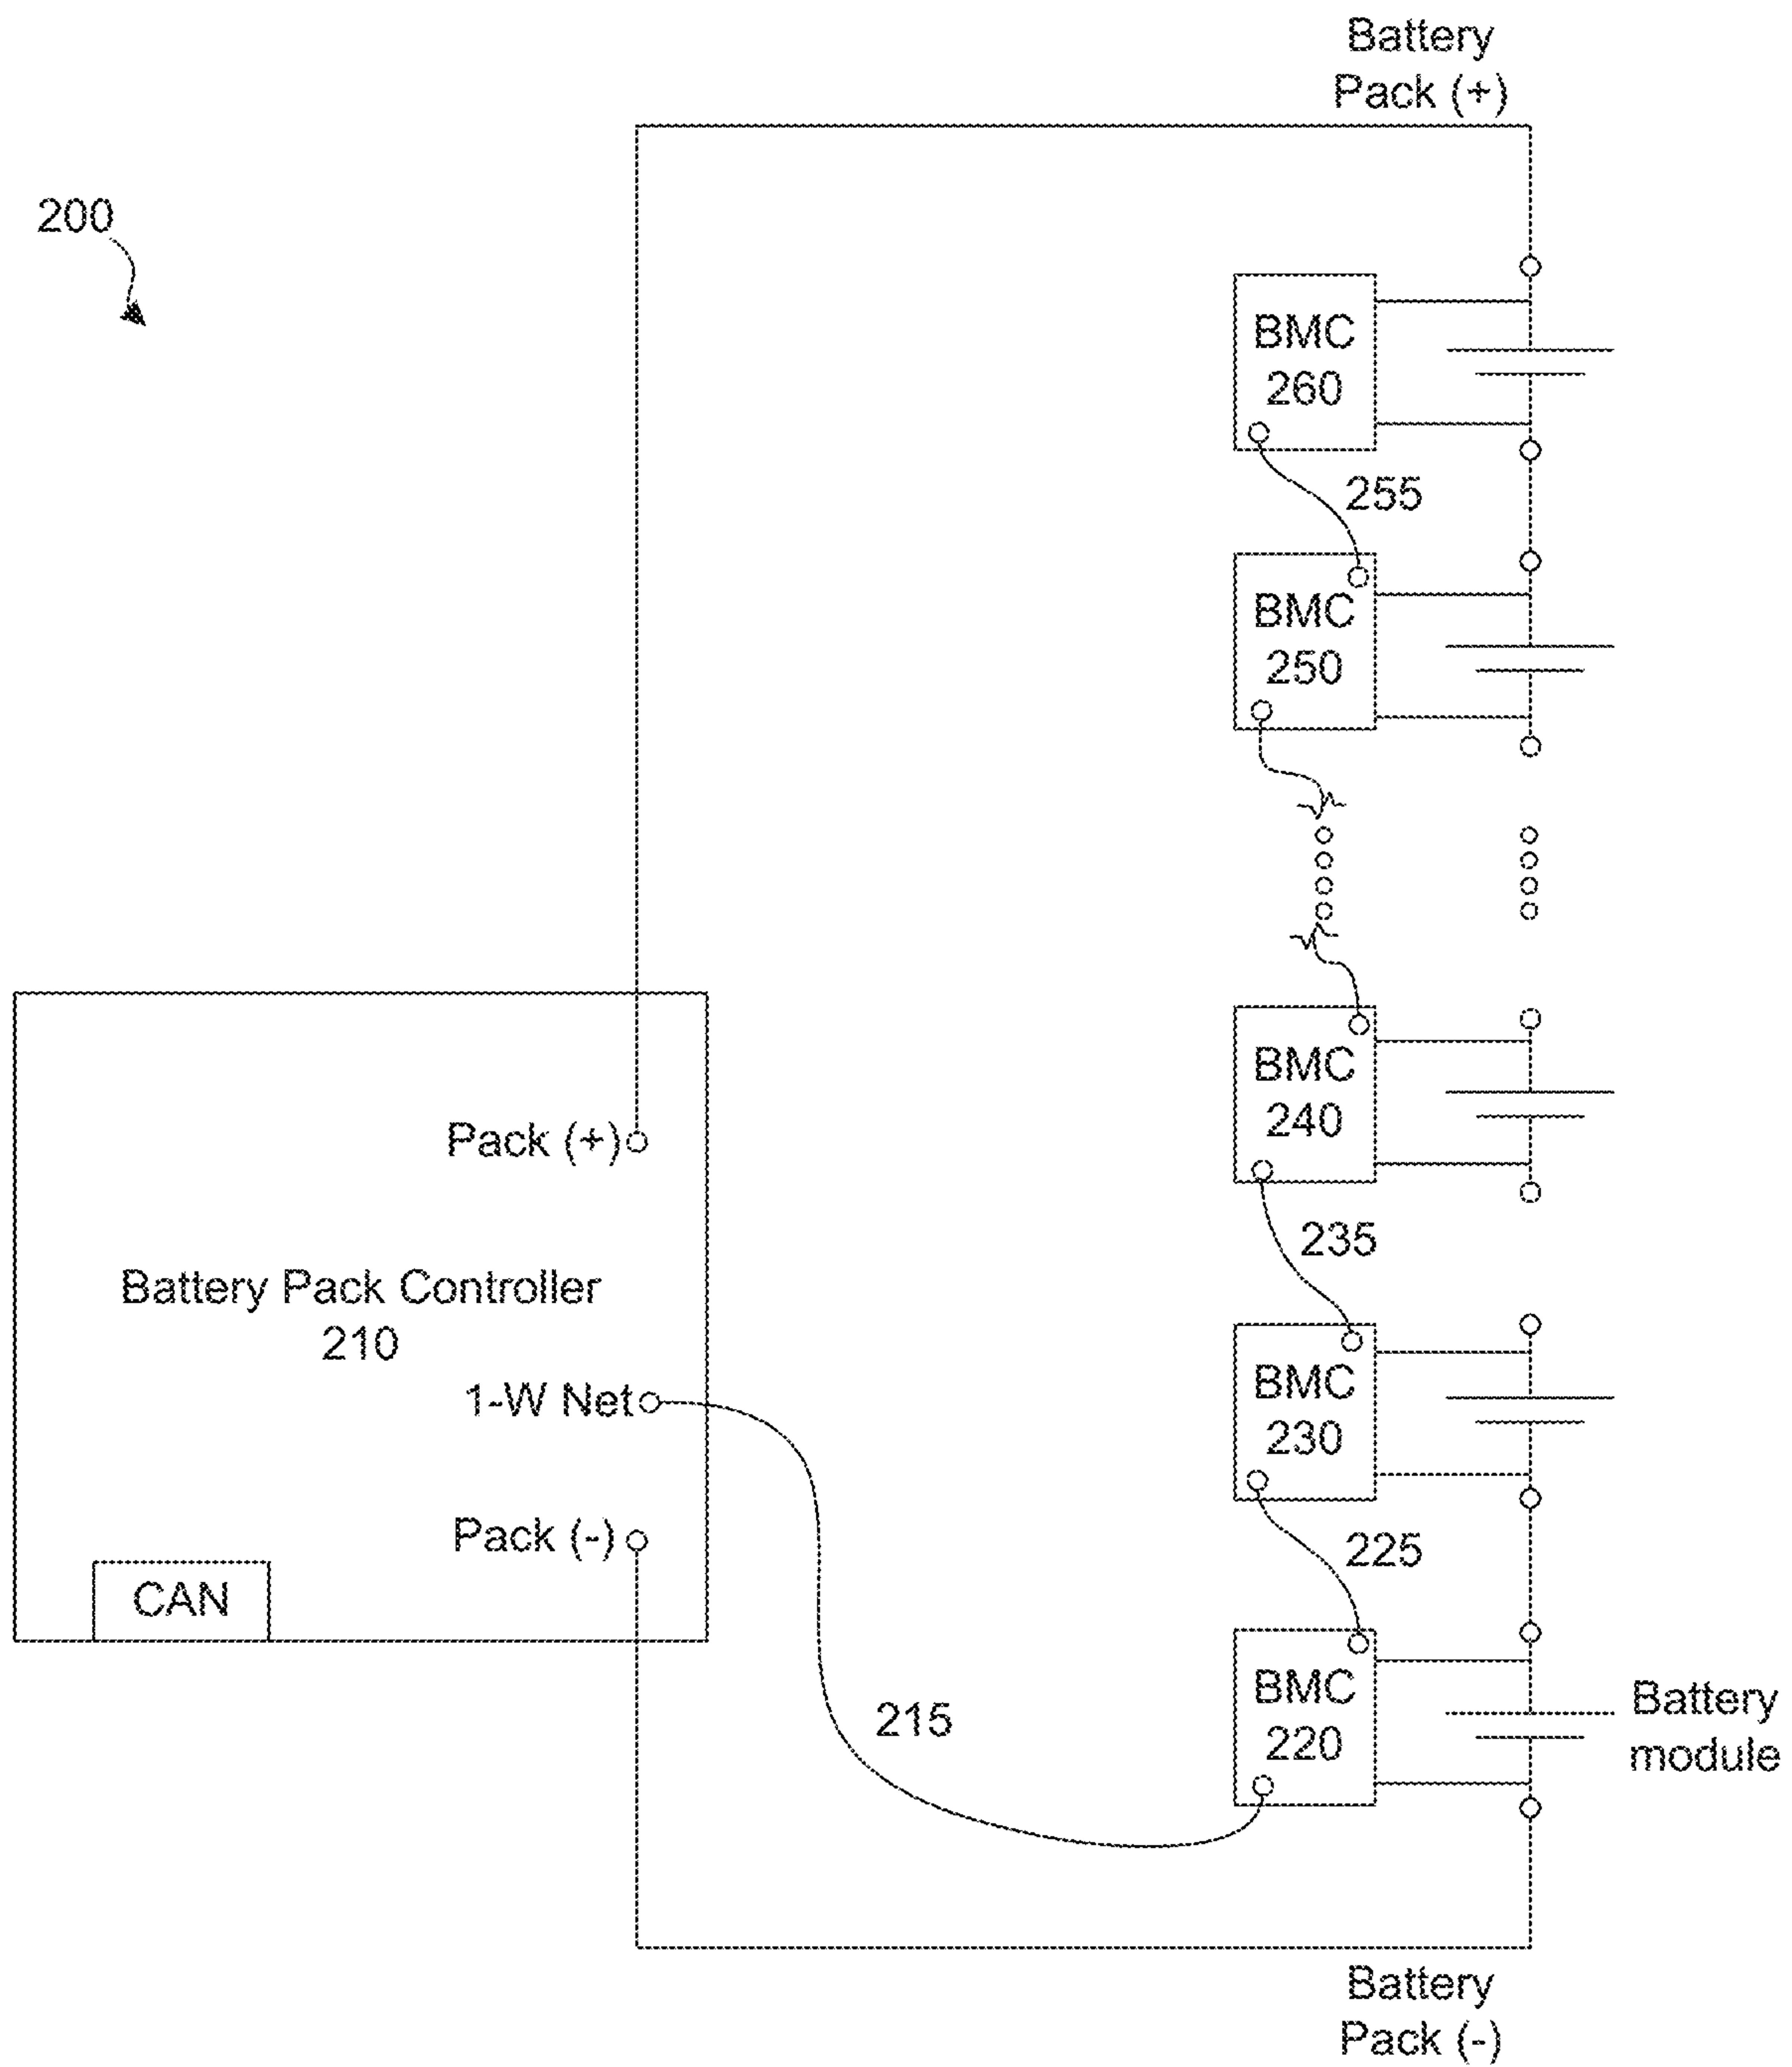 Battery
Pack (+)
200
BMC
260
255
BMC
250
BMC
240
Pack (+)
235
Battery Pack Controller
210
BMC
230
1-W Net
Pack (-)
225
CAN
BMC
220
Battery
module
215
Battery
Pack (-)